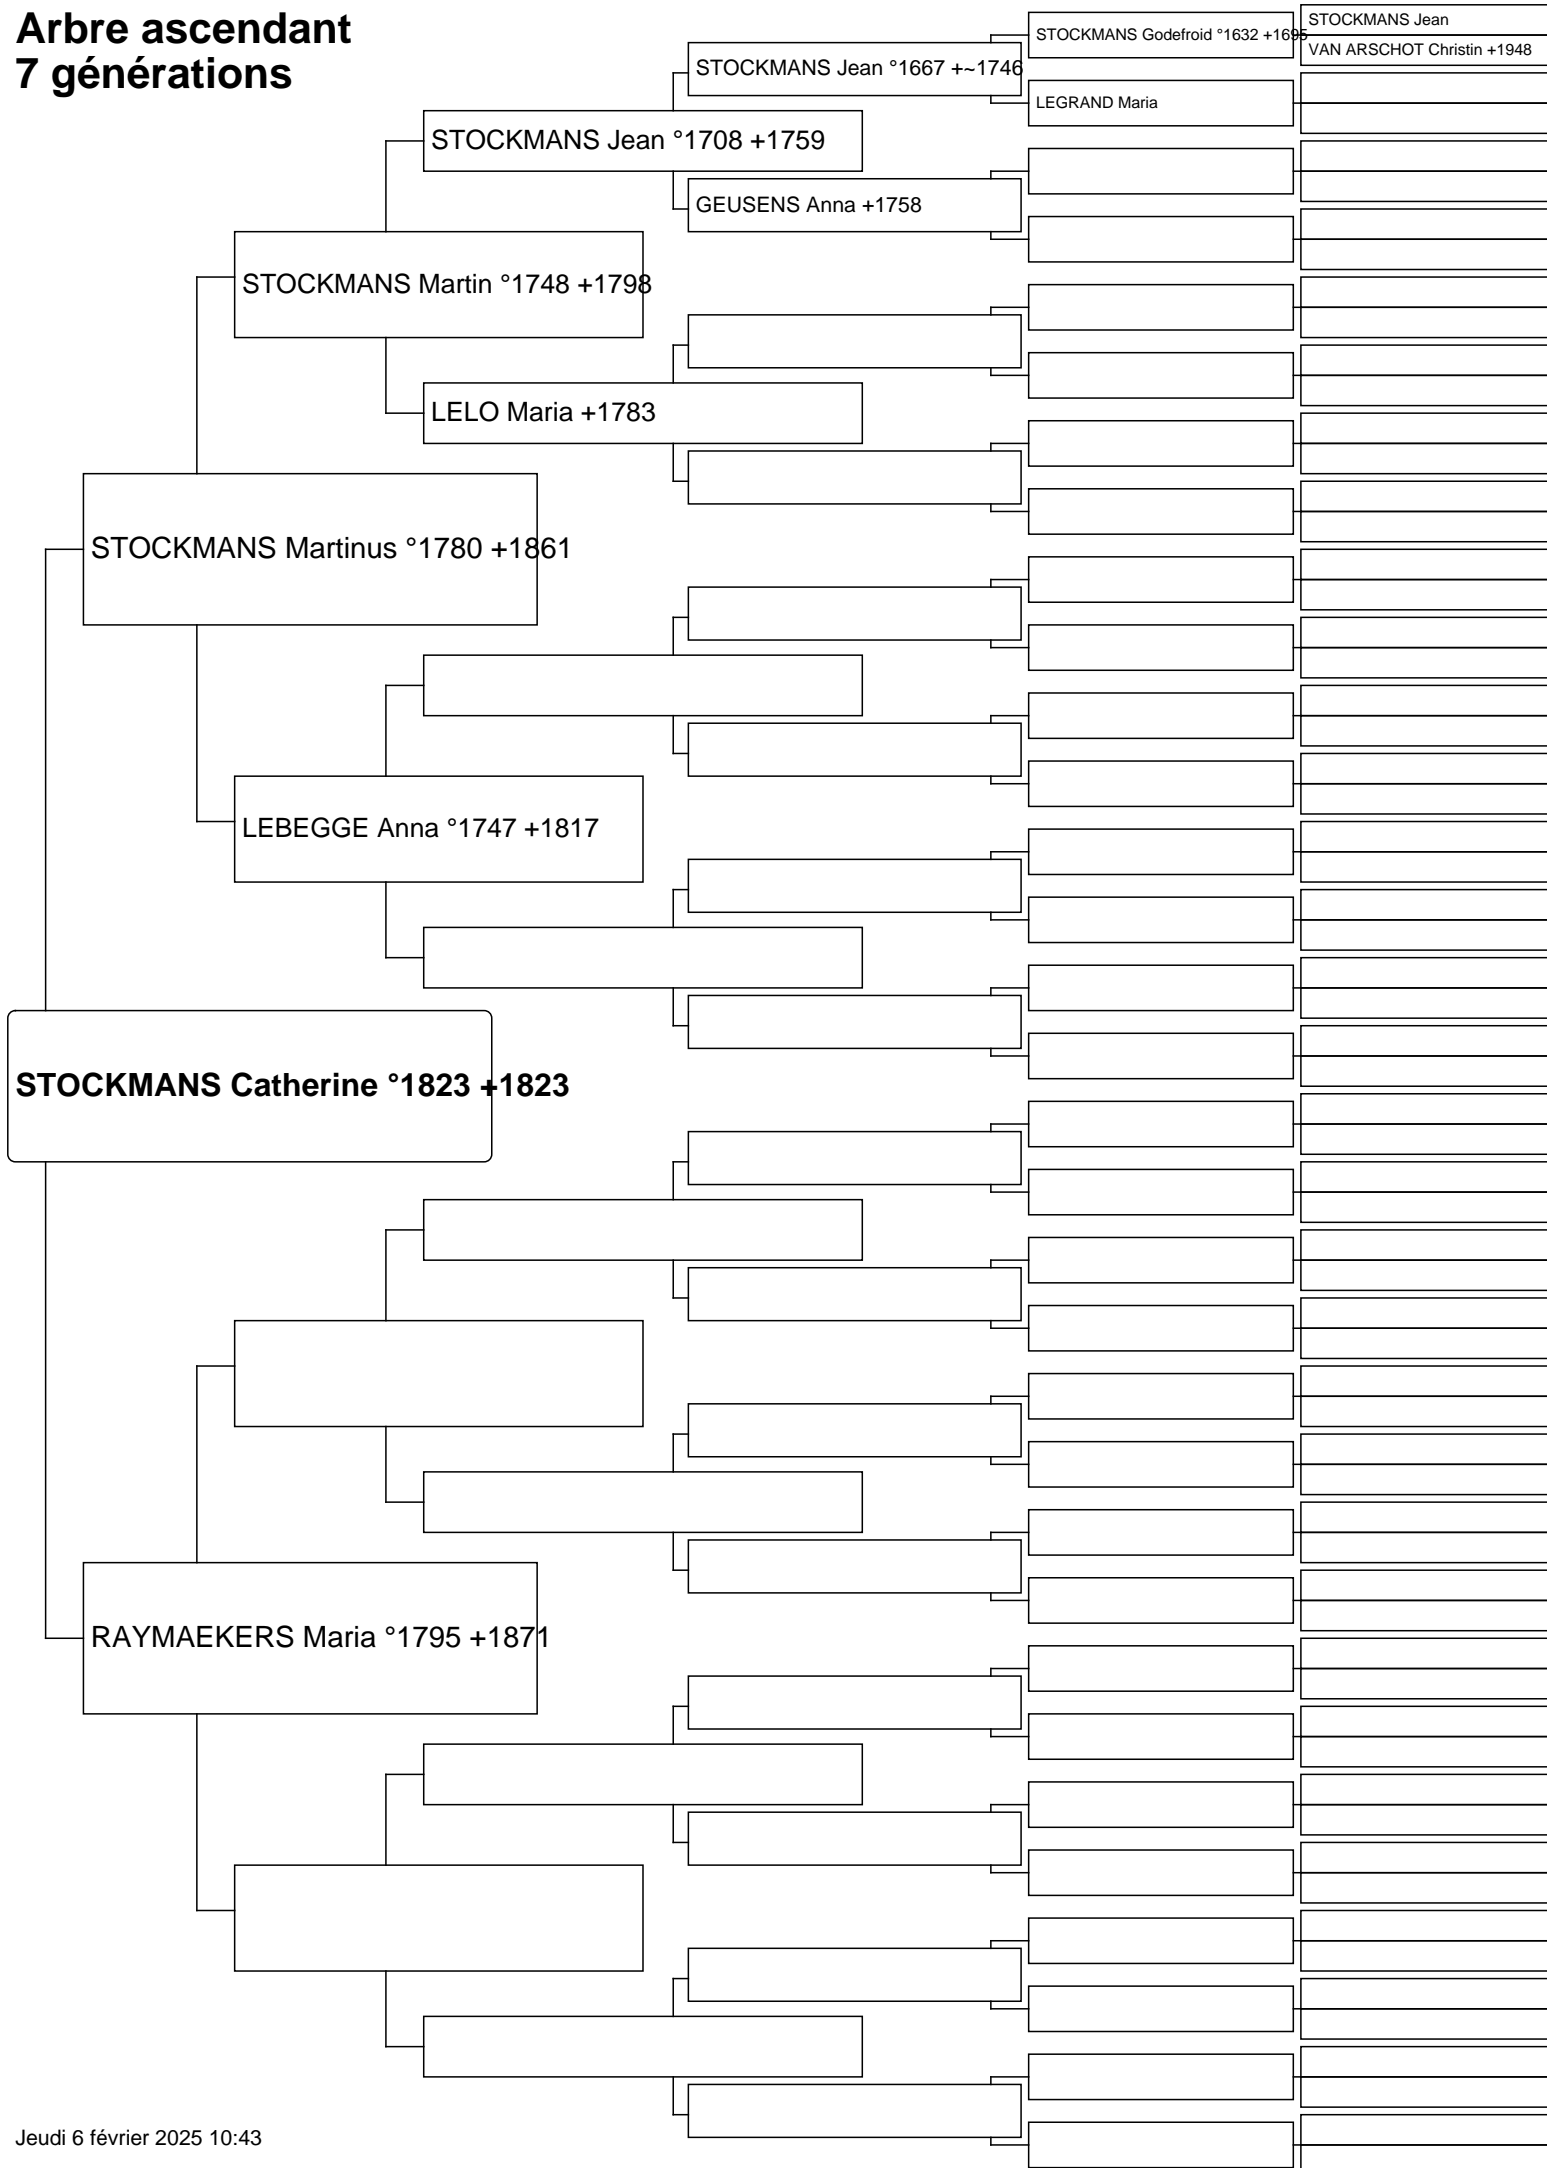 Arbre ascendant
7 générations
STOCKMANS Jean
STOCKMANS Godefroid °1632 +1695
VAN ARSCHOT Christin +1948
STOCKMANS Jean °1667 +~1746
LEGRAND Maria
STOCKMANS Jean °1708 +1759
GEUSENS Anna +1758
STOCKMANS Martin °1748 +1798
LELO Maria +1783
STOCKMANS Martinus °1780 +1861
LEBEGGE Anna °1747 +1817
STOCKMANS Catherine °1823 +1823
RAYMAEKERS Maria °1795 +1871
Jeudi 6 février 2025 10:43